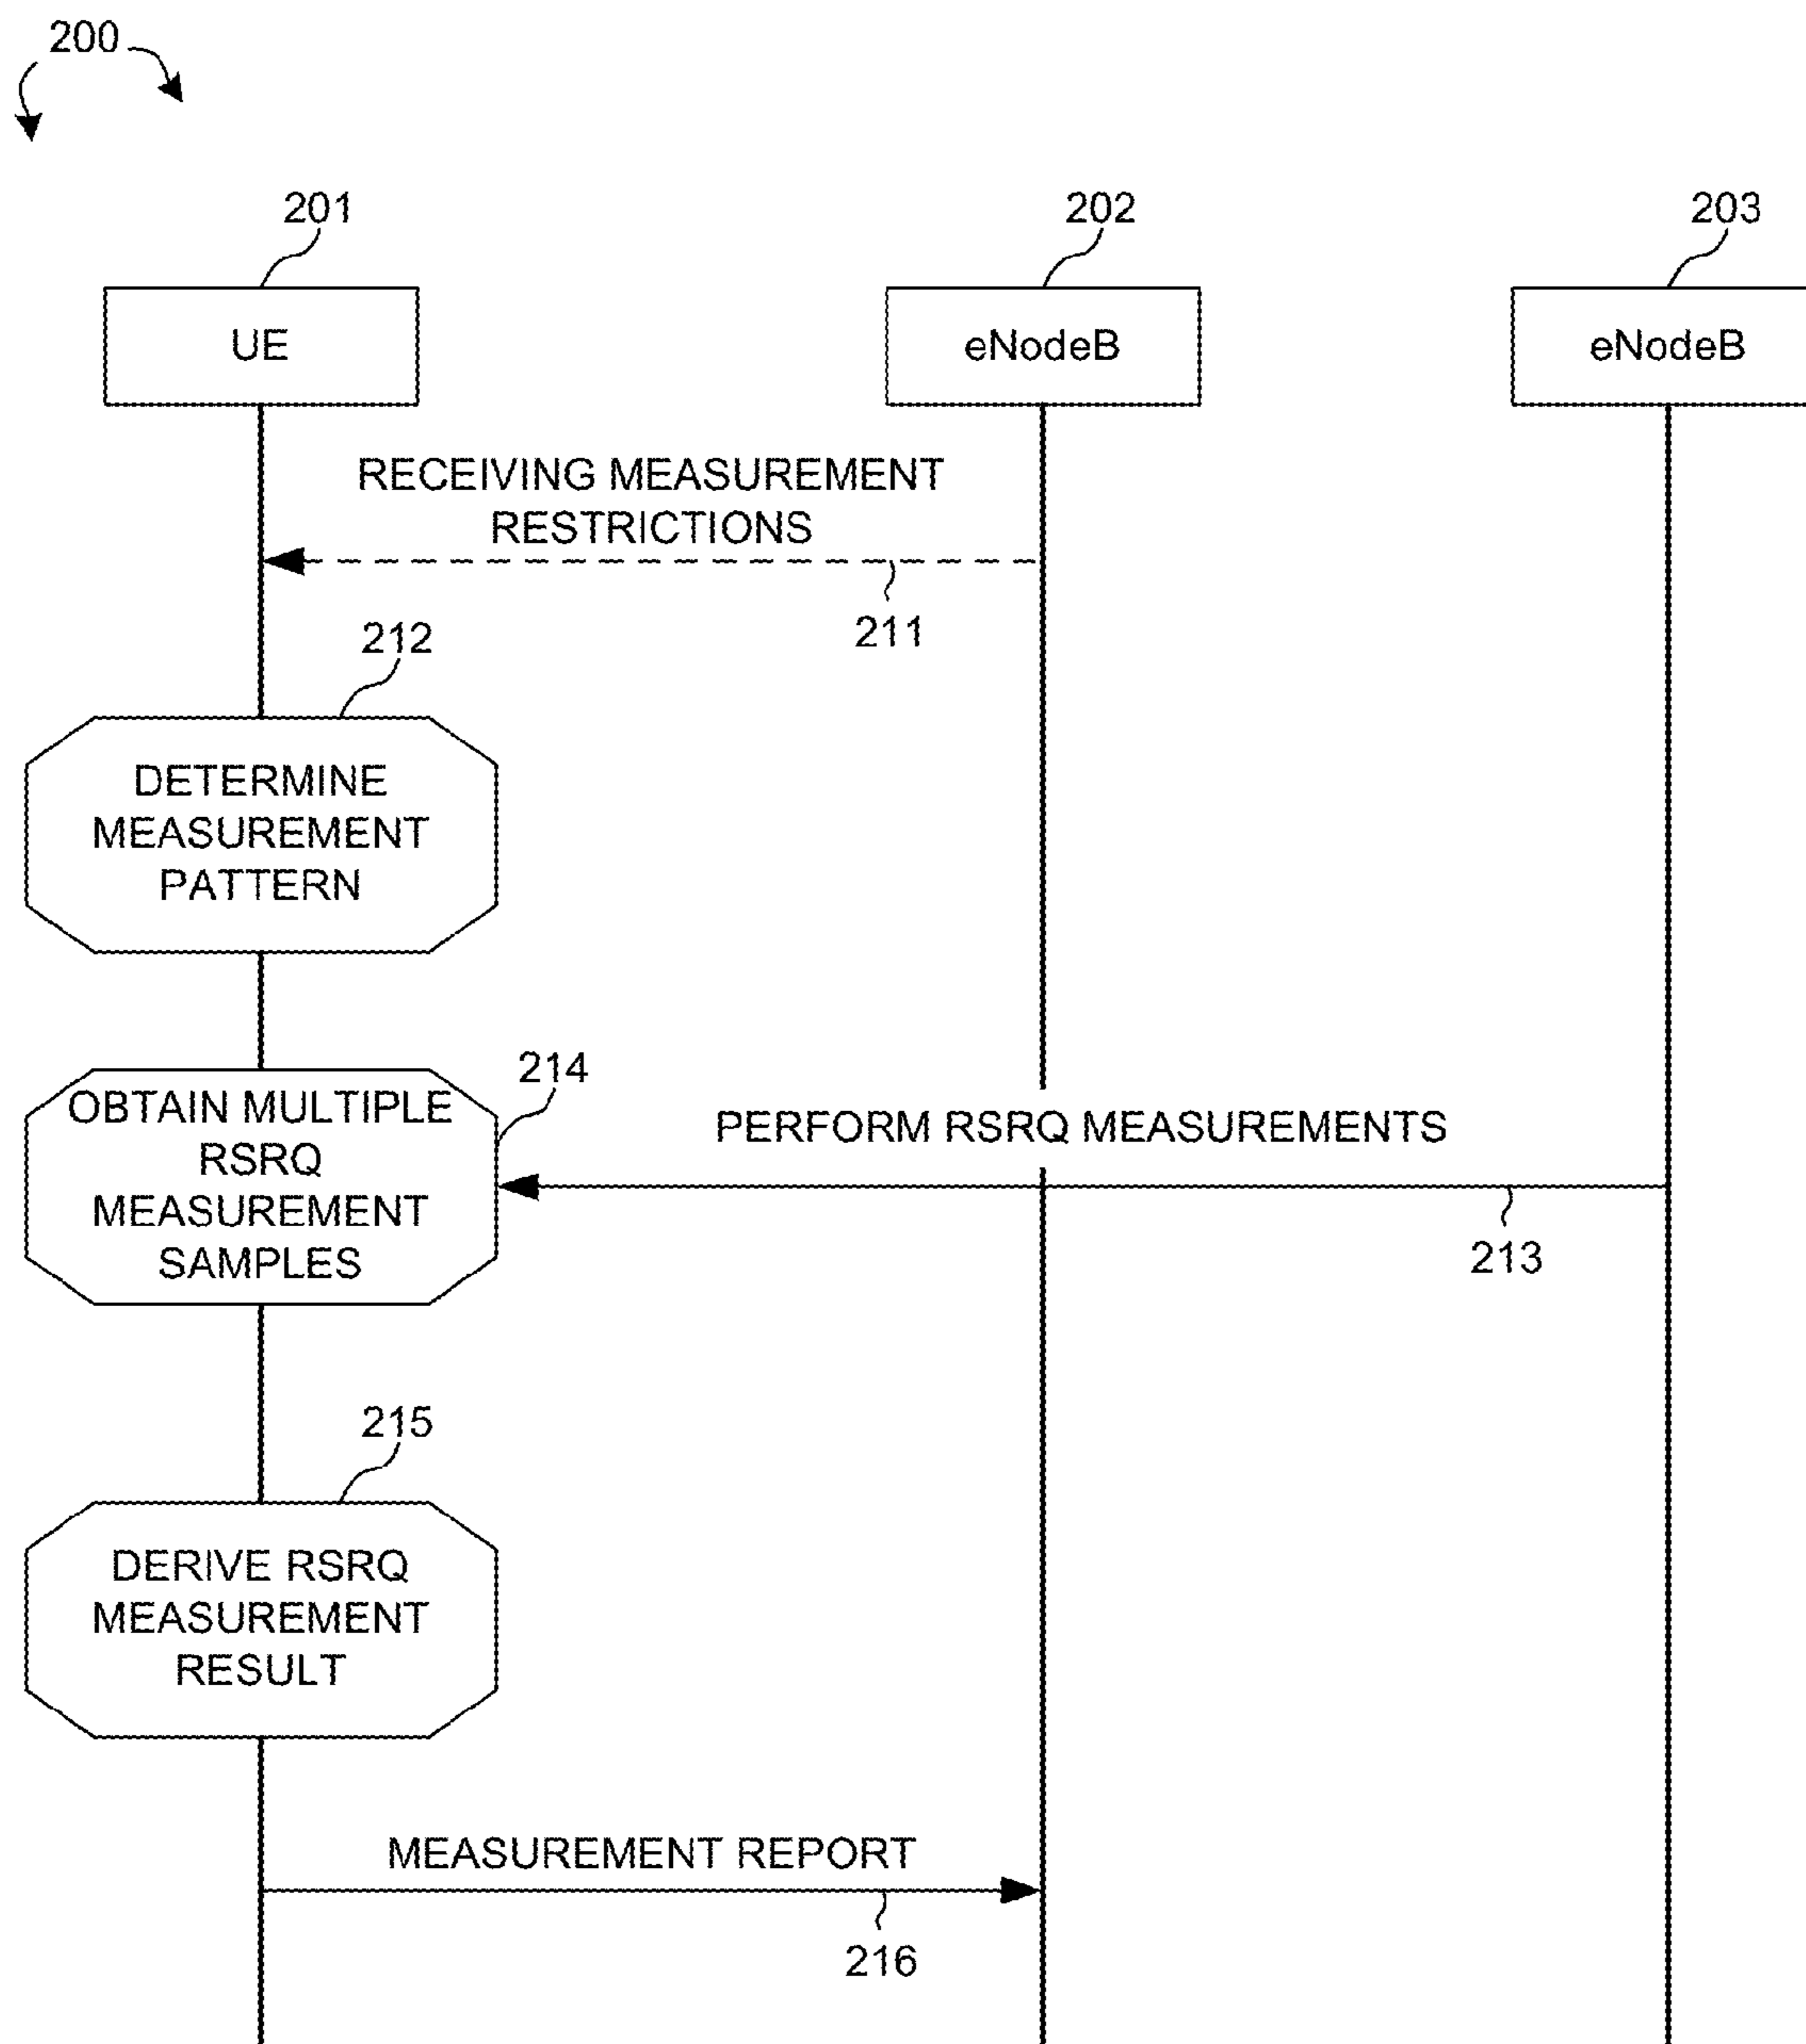 200
201
202
203
UE
eNodeB
eNodeB
RECEIVING MEASUREMENT
RESTRICTIONS
211
212
DETERMINE
MEASUREMENT
PATTERN
214
OBTAIN MULTIPLE
RSRQ
MEASUREMENT
SAMPLES
PERFORM RSRQ MEASUREMENTS
213
215
DERIVE RSRQ
MEASUREMENT
RESULT
MEASUREMENT REPORT
216